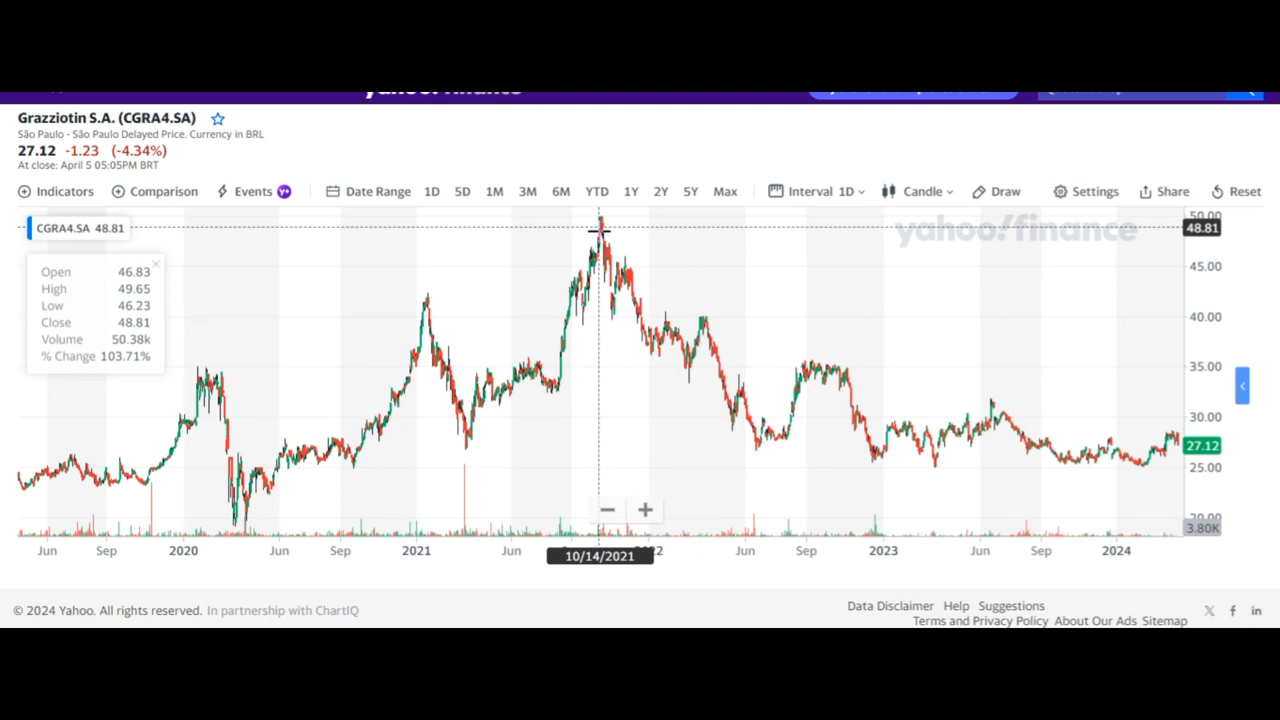 Grazziotin S.A. (CGRA4.SA)
São Paulo - São Paulo Delayed Price. Currency in BRL
27.12 -1.23 (-4.34%)
At close: April 5 05:05PM BRT
Indicators Comparison Events Y+ Date Range 1D 5D 1M 3M 6M YTD 1Y 2Y 5Y Max Interval 1D Candle Draw Settings Share Reset
CGRA4.SA 48.81
yahoo!finance
Open 46.83
High 49.65
Low 46.23
Close 48.81
Volume 50.38k
% Change 103.71%
50.00
48.81
45.00
40.00
35.00
30.00
27.12
25.00
20.00
3.80K
Jun Sep 2020 Jun Sep 2021 Jun 10/14/2021 Jun Sep 2023 Jun Sep 2024
© 2024 Yahoo. All rights reserved. In partnership with ChartIQ
Data Disclaimer Help Suggestions
Terms and Privacy Policy About Our Ads Sitemap